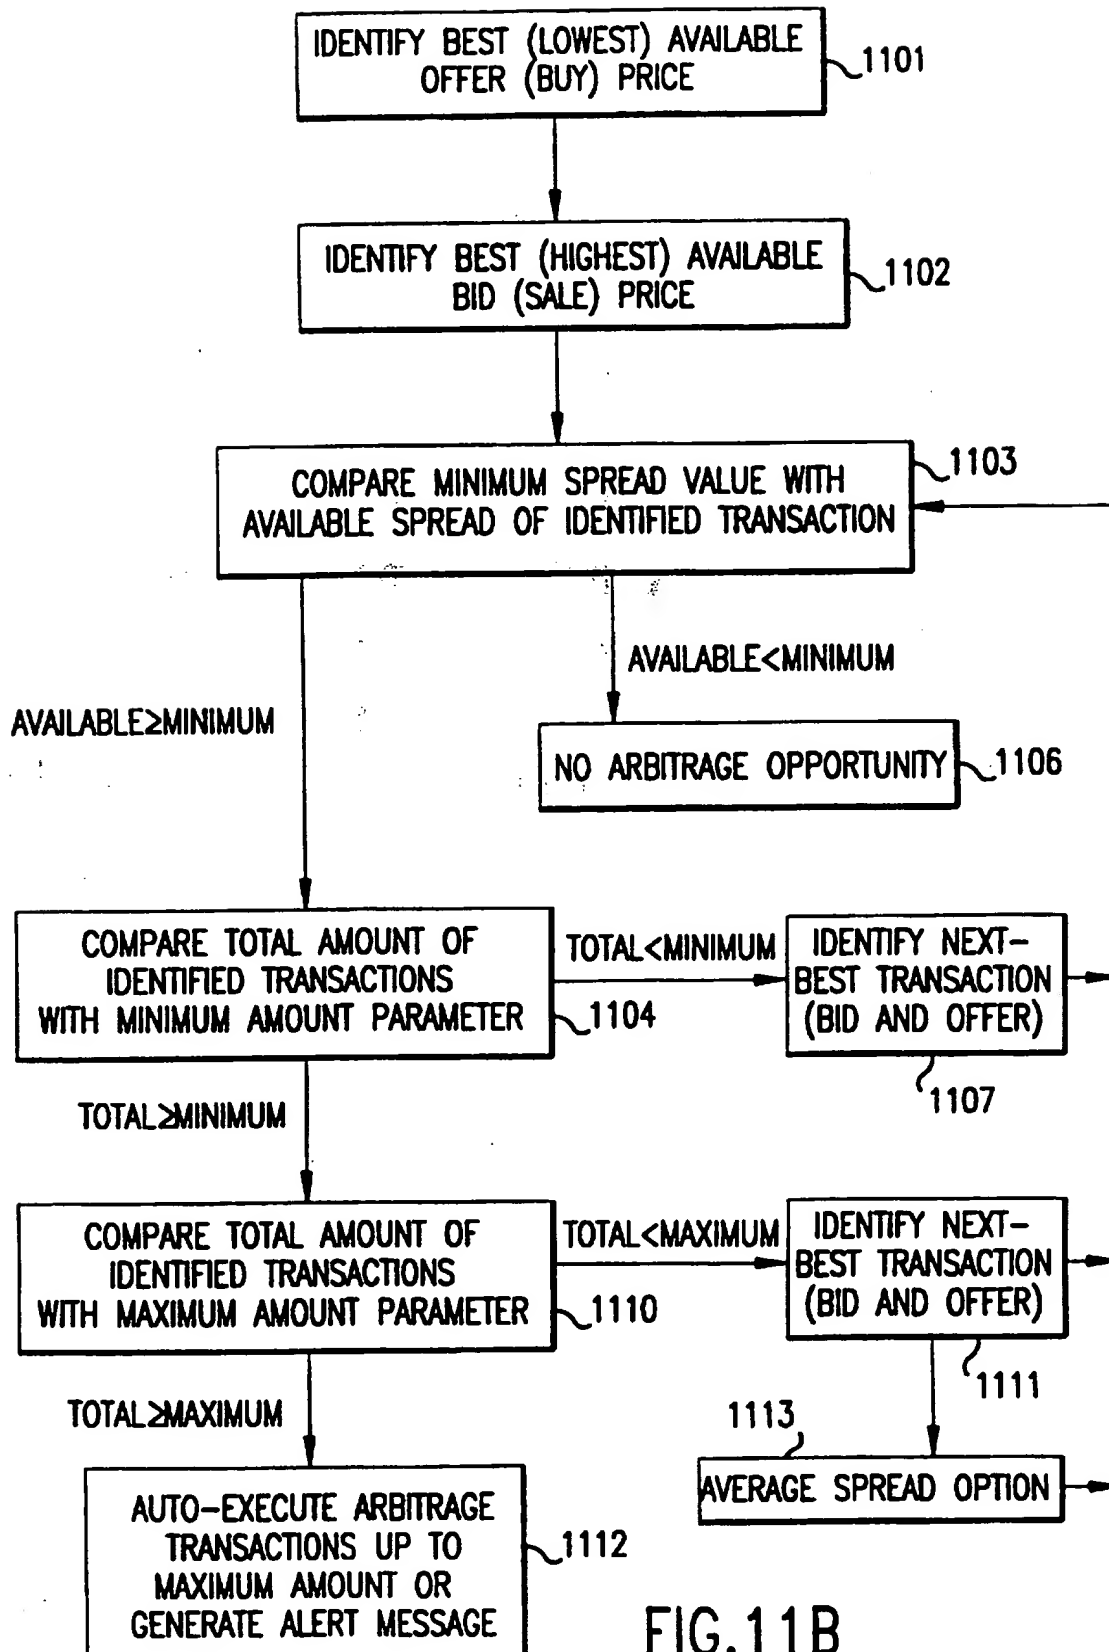 IDENTIFY BEST (LOWEST) AVAILABLE
OFFER (BUY) PRICE
1101
IDENTIFY BEST (HIGHEST) AVAILABLE
BID (SALE) PRICE
1102
COMPARE MINIMUM SPREAD VALUE WITH
AVAILABLE SPREAD OF IDENTIFIED TRANSACTION
1103
AVAILABLE<MINIMUM
AVAILABLE≥MINIMUM
NO ARBITRAGE OPPORTUNITY
1106
COMPARE TOTAL AMOUNT OF
IDENTIFIED TRANSACTIONS
WITH MINIMUM AMOUNT PARAMETER
1104
TOTAL<MINIMUM
IDENTIFY NEXT-
BEST TRANSACTION
(BID AND OFFER)
1107
TOTAL≥MINIMUM
COMPARE TOTAL AMOUNT OF
IDENTIFIED TRANSACTIONS
WITH MAXIMUM AMOUNT PARAMETER
1110
TOTAL<MAXIMUM
IDENTIFY NEXT-
BEST TRANSACTION
(BID AND OFFER)
1111
TOTAL≥MAXIMUM
1113
AVERAGE SPREAD OPTION
AUTO-EXECUTE ARBITRAGE
TRANSACTIONS UP TO
MAXIMUM AMOUNT OR
GENERATE ALERT MESSAGE
1112
FIG.11B